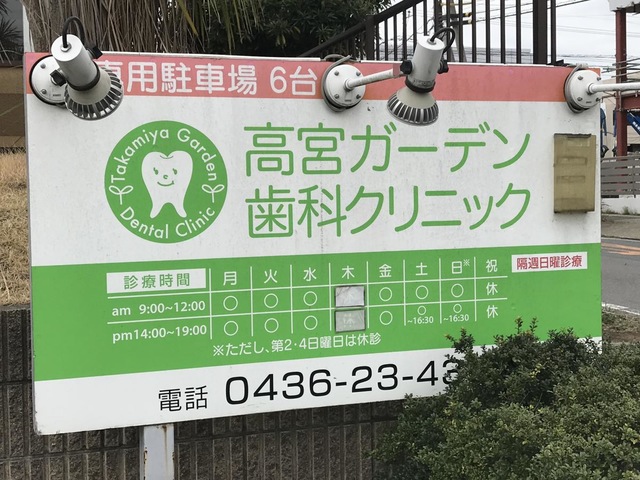 専用駐車場 6台
Takamiya Garden
Dental Clinic
高宮ガーデン
歯科クリニック
隔週日曜診療
診療時間 月 火 水 木 金 土 日※ 祝
am 9:00~12:00 ○ ○ ○ ○ ○ ○ 休
pm14:00~19:00 ○ ○ ○ ○ ○~16:30 ○~16:30 休
※ただし、第2・4日曜日は休診
電話 0436-23-43